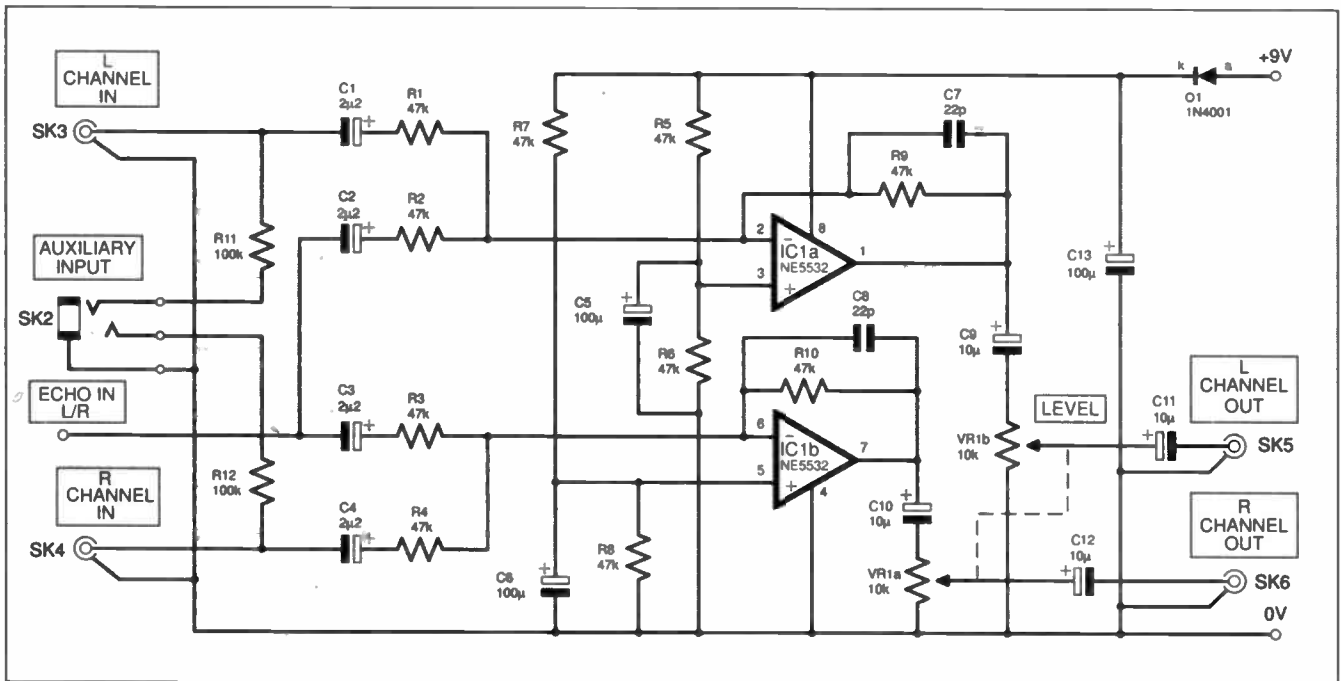 L
CHANNEL
IN
SK3
C1
2µ2
R1
47k
C2
2µ2
R2
47k
R11
100k
AUXILIARY
INPUT
SK2
ECHO IN
L/R
C3
2µ2
R3
47k
R12
100k
R
CHANNEL
IN
SK4
C4
2µ2
R4
47k
R7
47k
R5
47k
C5
100µ
R6
47k
C6
100µ
R8
47k
2
3
8
1
IC1a
NE5532
C7
22p
R9
47k
C8
22p
R10
47k
6
5
7
4
IC1b
NE5532
C9
10µ
C10
10µ
VR1b
10k
VR1a
10k
LEVEL
C13
100µ
k
a
D1
1N4001
+9V
C11
10µ
L
CHANNEL
OUT
SK5
C12
10µ
R
CHANNEL
OUT
SK6
0V